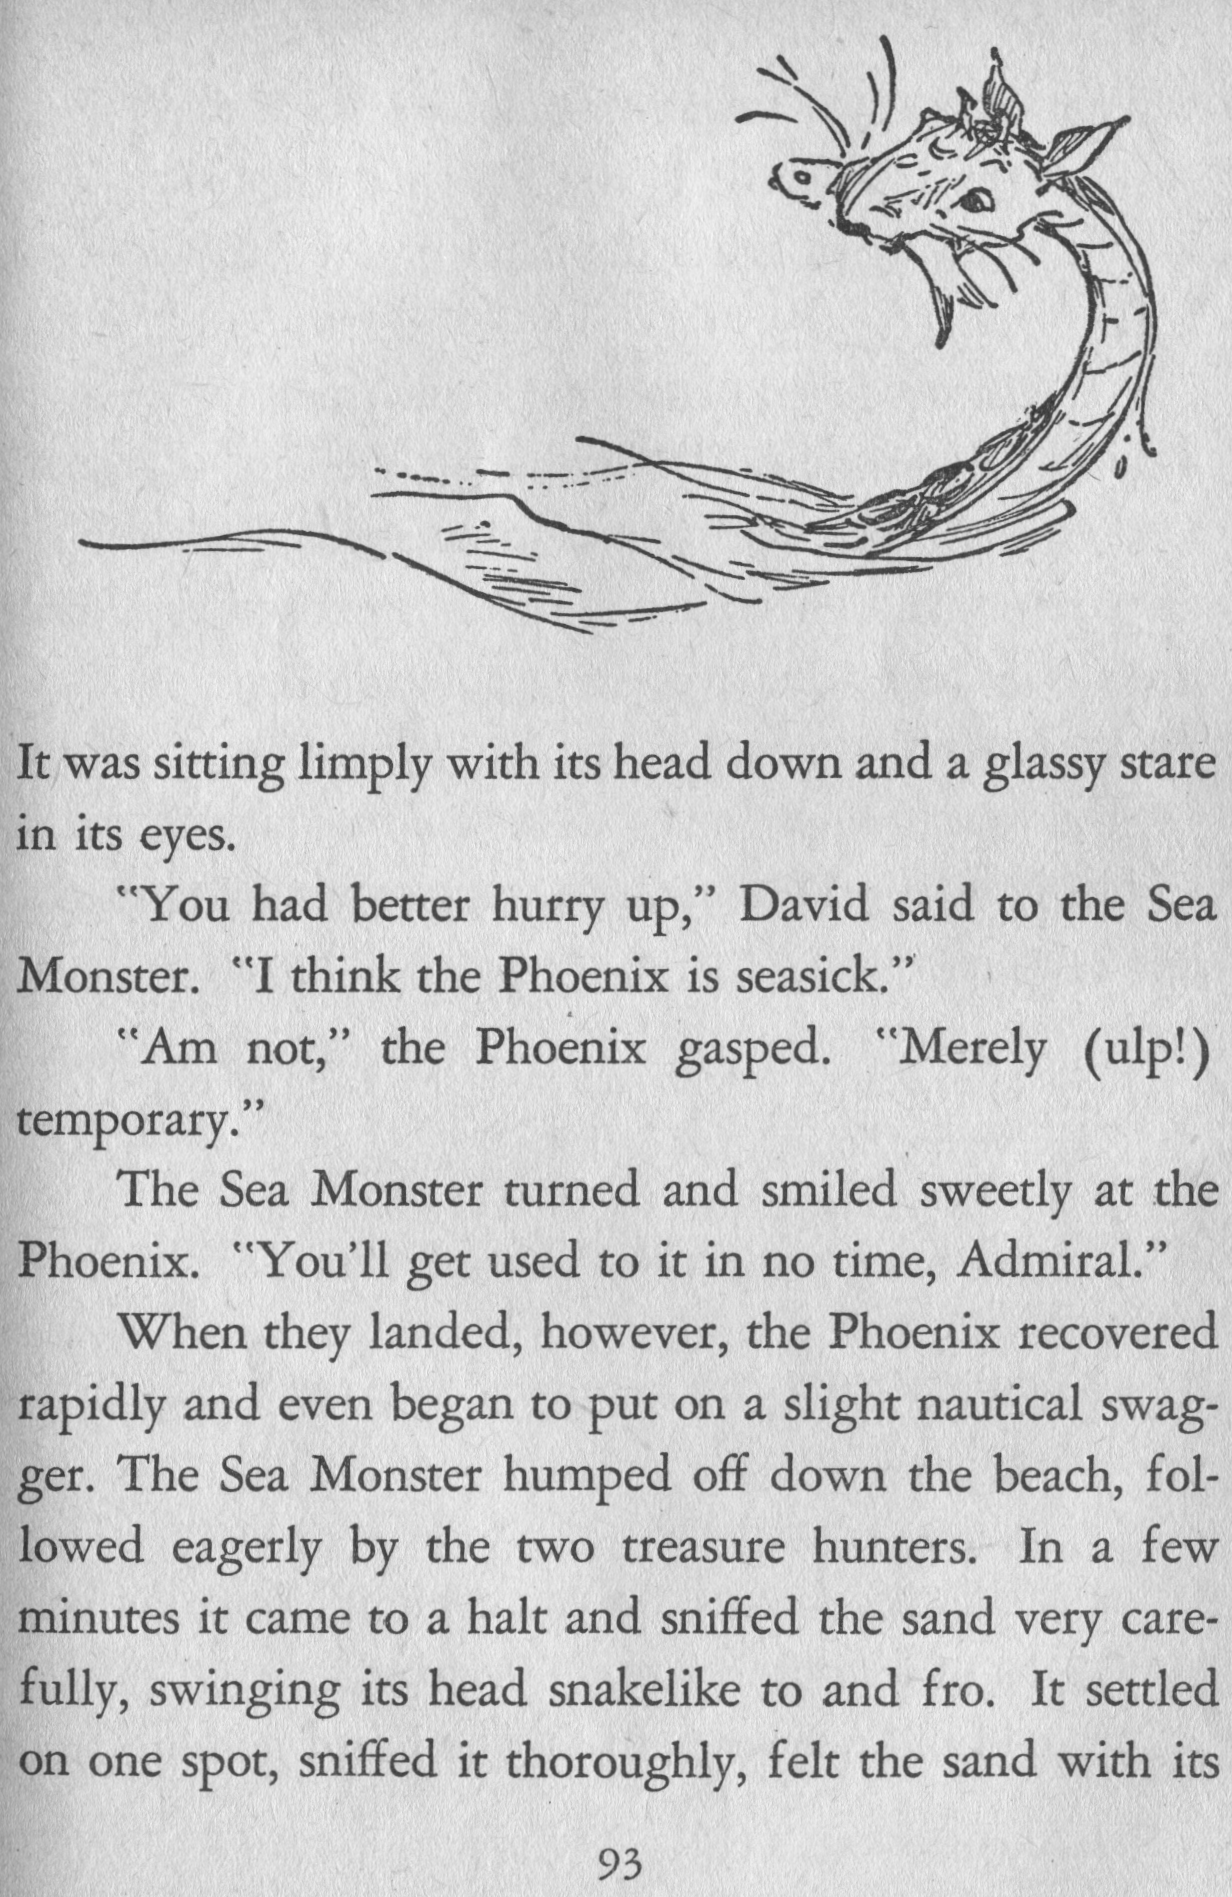 It was sitting limply with its head down and a glassy stare
in its eyes.
"You had better hurry up," David said to the Sea
Monster. "I think the Phoenix is seasick."
"Am not," the Phoenix gasped. "Merely (ulp!)
temporary."
The Sea Monster turned and smiled sweetly at the
Phoenix. "You'll get used to it in no time, Admiral."
When they landed, however, the Phoenix recovered
rapidly and even began to put on a slight nautical swag-
ger. The Sea Monster humped off down the beach, fol-
lowed eagerly by the two treasure hunters. In a few
minutes it came to a halt and sniffed the sand very care-
fully, swinging its head snakelike to and fro. It settled
on one spot, sniffed it thoroughly, felt the sand with its
93